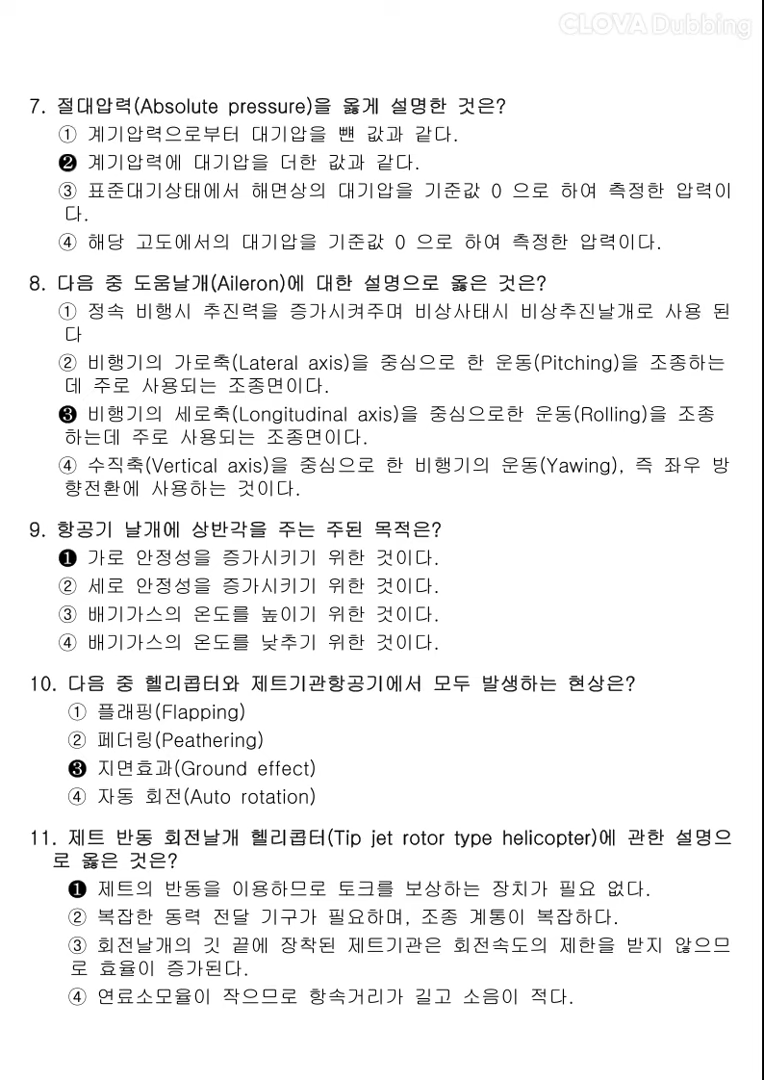 CLOVA Dubbing
7. 절대압력(Absolute pressure)을 옳게 설명한 것은?
① 계기압력으로부터 대기압을 뺀 값과 같다.
❷ 계기압력에 대기압을 더한 값과 같다.
③ 표준대기상태에서 해면상의 대기압을 기준값 0 으로 하여 측정한 압력이
다.
④ 해당 고도에서의 대기압을 기준값 0 으로 하여 측정한 압력이다.
8. 다음 중 도움날개(Aileron)에 대한 설명으로 옳은 것은?
① 정속 비행시 추진력을 증가시켜주며 비상사태시 비상추진날개로 사용 된
다
② 비행기의 가로축(Lateral axis)을 중심으로 한 운동(Pitching)을 조종하는
데 주로 사용되는 조종면이다.
❸ 비행기의 세로축(Longitudinal axis)을 중심으로한 운동(Rolling)을 조종
하는데 주로 사용되는 조종면이다.
④ 수직축(Vertical axis)을 중심으로 한 비행기의 운동(Yawing), 즉 좌우 방
향전환에 사용하는 것이다.
9. 항공기 날개에 상반각을 주는 주된 목적은?
❶ 가로 안정성을 증가시키기 위한 것이다.
② 세로 안정성을 증가시키기 위한 것이다.
③ 배기가스의 온도를 높이기 위한 것이다.
④ 배기가스의 온도를 낮추기 위한 것이다.
10. 다음 중 헬리콥터와 제트기관항공기에서 모두 발생하는 현상은?
① 플래핑(Flapping)
② 페더링(Peathering)
❸ 지면효과(Ground effect)
④ 자동 회전(Auto rotation)
11. 제트 반동 회전날개 헬리콥터(Tip jet rotor type helicopter)에 관한 설명으
로 옳은 것은?
❶ 제트의 반동을 이용하므로 토크를 보상하는 장치가 필요 없다.
② 복잡한 동력 전달 기구가 필요하며, 조종 계통이 복잡하다.
③ 회전날개의 깃 끝에 장착된 제트기관은 회전속도의 제한을 받지 않으므
로 효율이 증가된다.
④ 연료소모율이 작으므로 항속거리가 길고 소음이 적다.